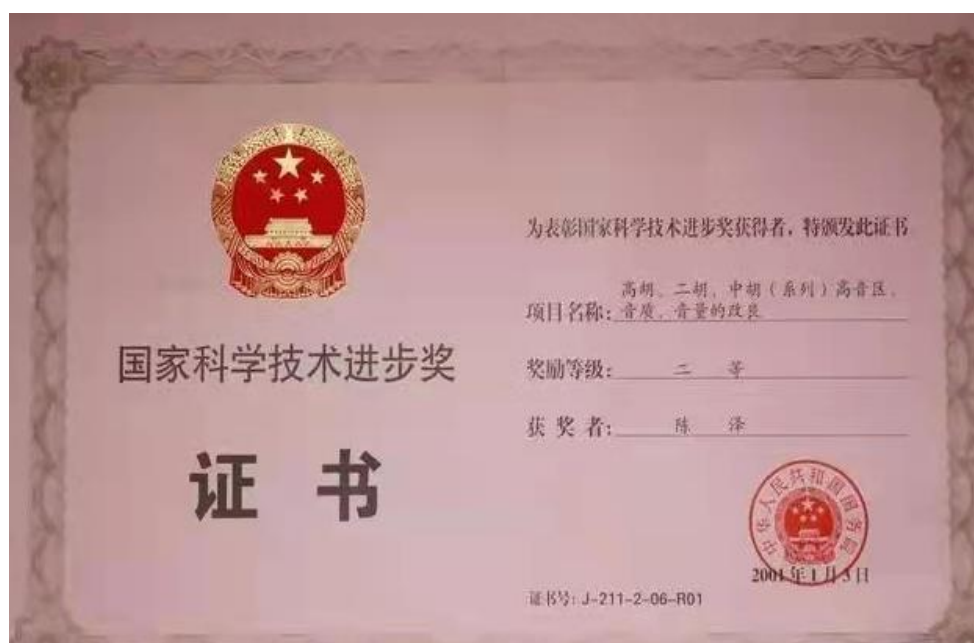 国家科学技术进步奖
证 书
为表彰国家科学技术进步奖获得者，特颁发此证书
项目名称：高胡、二胡、中胡（系列）高音区、
音质、音量的改良
奖励等级：二 等
获 奖 者：陈 泽
中华人民共和国国务院
2001年1月3日
证书号：J-211-2-06-R01